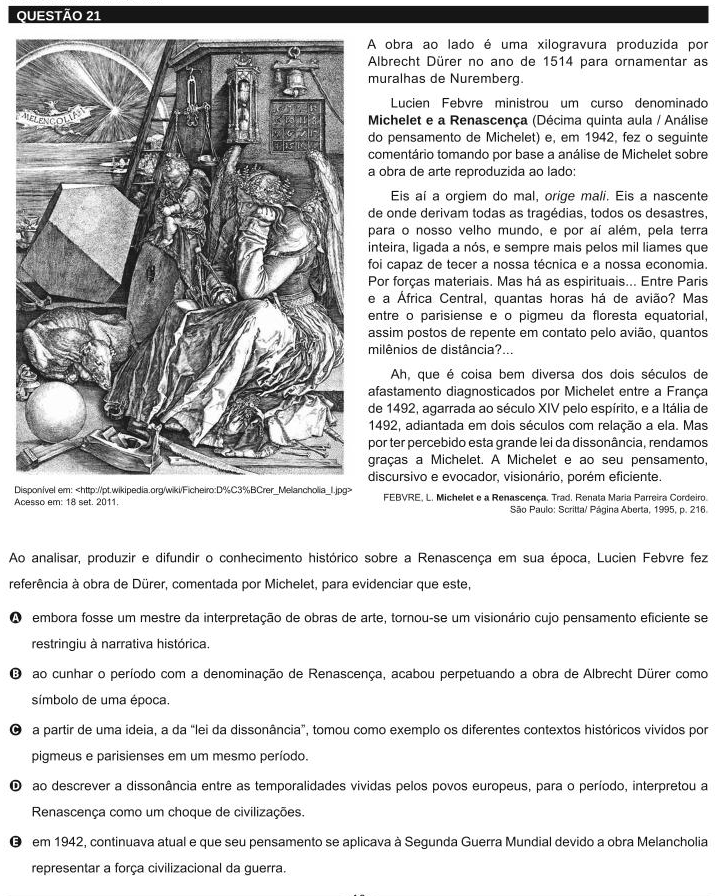 QUESTÃO 21
MELENCOLIA I
A obra ao lado é uma xilogravura produzida por
Albrecht Dürer no ano de 1514 para ornamentar as
muralhas de Nuremberg.
Lucien Febvre ministrou um curso denominado
Michelet e a Renascença (Décima quinta aula / Análise
do pensamento de Michelet) e, em 1942, fez o seguinte
comentário tomando por base a análise de Michelet sobre
a obra de arte reproduzida ao lado:
Eis aí a orgiem do mal, orige mali. Eis a nascente
de onde derivam todas as tragédias, todos os desastres,
para o nosso velho mundo, e por aí além, pela terra
inteira, ligada a nós, e sempre mais pelos mil liames que
foi capaz de tecer a nossa técnica e a nossa economia.
Por forças materiais. Mas há as espirituais... Entre Paris
e a África Central, quantas horas há de avião? Mas
entre o parisiense e o pigmeu da floresta equatorial,
assim postos de repente em contato pelo avião, quantos
milênios de distância?...
Ah, que é coisa bem diversa dos dois séculos de
afastamento diagnosticados por Michelet entre a França
de 1492, agarrada ao século XIV pelo espírito, e a Itália de
1492, adiantada em dois séculos com relação a ela. Mas
por ter percebido esta grande lei da dissonância, rendamos
graças a Michelet. A Michelet e ao seu pensamento,
discursivo e evocador, visionário, porém eficiente.
FEBVRE, L. Michelet e a Renascença. Trad. Renata Maria Parreira Cordeiro.
São Paulo: Scritta/ Página Aberta, 1995, p. 216.
Disponível em: <http://pt.wikipedia.org/wiki/Ficheiro:D%C3%BCrer_Melancholia_I.jpg>
Acesso em: 18 set. 2011.
Ao analisar, produzir e difundir o conhecimento histórico sobre a Renascença em sua época, Lucien Febvre fez
referência à obra de Dürer, comentada por Michelet, para evidenciar que este,
A embora fosse um mestre da interpretação de obras de arte, tornou-se um visionário cujo pensamento eficiente se
restringiu à narrativa histórica.
B ao cunhar o período com a denominação de Renascença, acabou perpetuando a obra de Albrecht Dürer como
símbolo de uma época.
C a partir de uma ideia, a da “lei da dissonância”, tomou como exemplo os diferentes contextos históricos vividos por
pigmeus e parisienses em um mesmo período.
D ao descrever a dissonância entre as temporalidades vividas pelos povos europeus, para o período, interpretou a
Renascença como um choque de civilizações.
E em 1942, continuava atual e que seu pensamento se aplicava à Segunda Guerra Mundial devido a obra Melancholia
representar a força civilizacional da guerra.